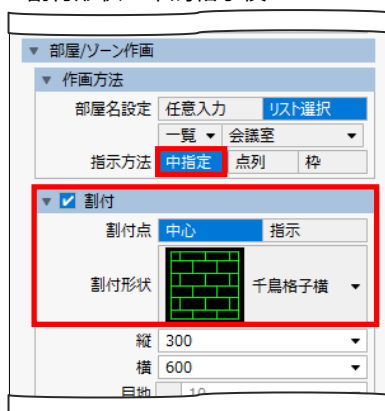 部屋/ゾーン作画
作画方法
部屋名設定 任意入力 リスト選択
一覧 会議室
指示方法 中指定 点列 枠
割付
割付点 中心 指示
割付形状 千鳥格子横
縦 300
横 600
目地 10